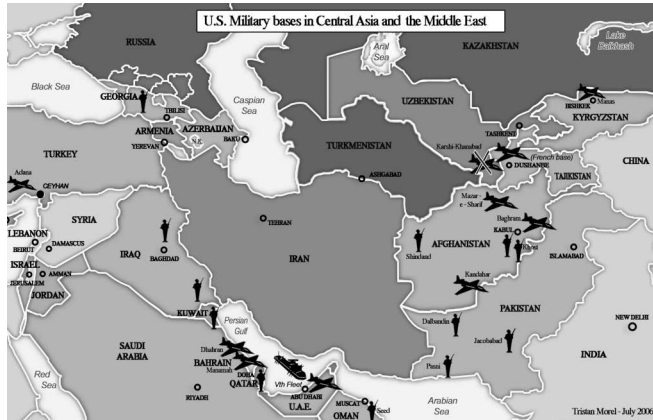 U.S. Military bases in Central Asia and the Middle East
RUSSIA
KAZAKHSTAN
Aral
Sea
Lake
Balkhash
Black Sea
Caspian
Sea
GEORGIA
TBILISI
UZBEKISTAN
BISHKEK
Manas
KYRGYZSTAN
ARMENIA
AZERBAIJAN
YEREVAN
BAKU
TASHKENT
TURKMENISTAN
Karshi-Khanabad
(French base)
DUSHANBE
CHINA
TURKEY
Adana
CEYHAN
ASHGABAD
TAJIKISTAN
SYRIA
TEHRAN
Mazar -
e - Sharif
Baghram
KABUL
LEBANON
BEIRUT
DAMASCUS
IRAQ
BAGHDAD
IRAN
AFGHANISTAN
Shindand
Khost
ISLAMABAD
ISRAEL
AMMAN
JERUSALEM
JORDAN
Kandahar
KUWAIT
Persian
Gulf
PAKISTAN
Dalbandin
NEW DELHI
SAUDI
ARABIA
Dhahran
BAHRAIN
Manamah
DOHA
QATAR
Vth Fleet
ABU DHABI
U.A.E.
Jacobabad
INDIA
Pasni
Red
Sea
RIYADH
MUSCAT
OMAN
Seed
Arabian
Sea
Tristan Morel - July 2008